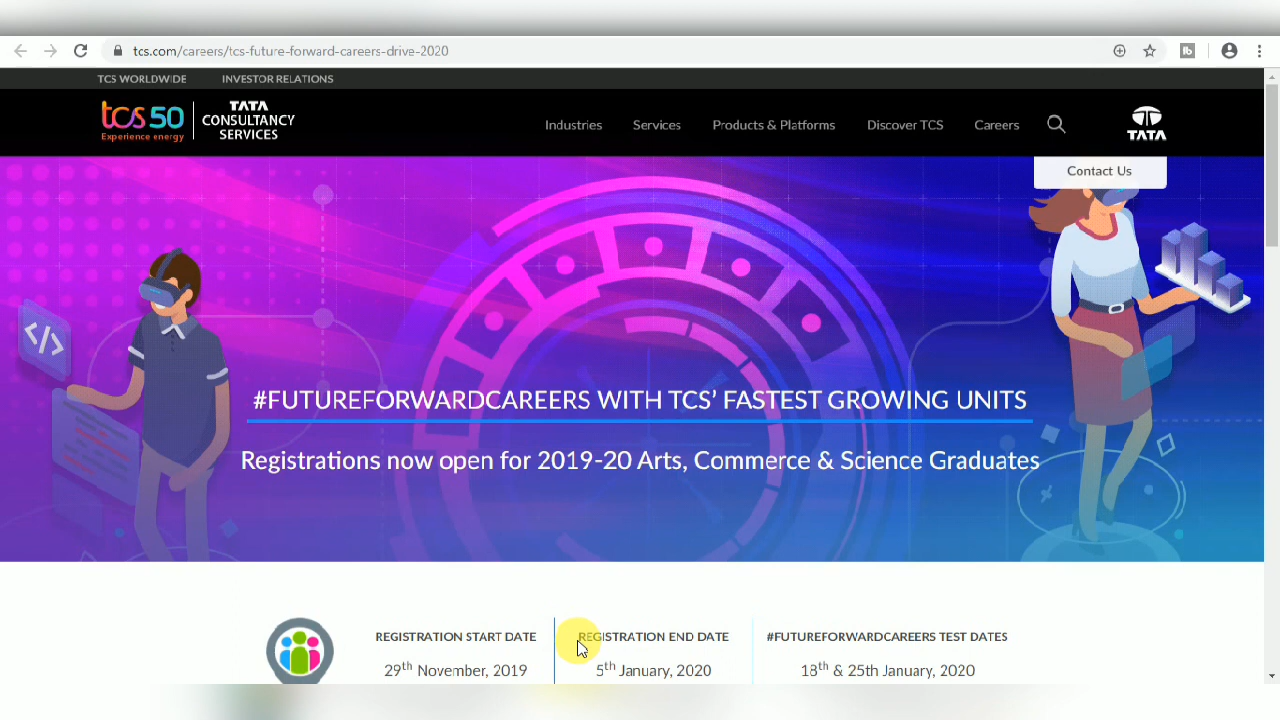 tcs.com/careers/tcs-future-forward-careers-drive-2020
TCS WORLDWIDE INVESTOR RELATIONS
tcs 50 TATA CONSULTANCY SERVICES
Experience energy
Industries Services Products & Platforms Discover TCS Careers
TATA
Contact Us
</>
#FUTUREFORWARDCAREERS WITH TCS' FASTEST GROWING UNITS
Registrations now open for 2019-20 Arts, Commerce & Science Graduates
REGISTRATION START DATE REGISTRATION END DATE #FUTUREFORWARDCAREERS TEST DATES
29th November, 2019 5th January, 2020 18th & 25th January, 2020